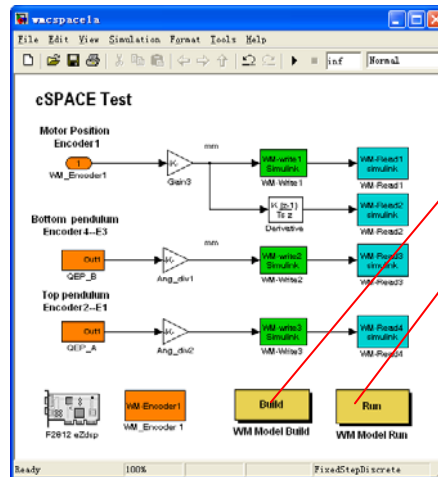 wmcspace1a
File Edit View Simulation Format Tools Help
inf Normal
cSPACE Test
Motor Position
Encoder1
mm
1
WM_Encoder1
-K-
Gain3
WM-write1
simulink
WM-Write1
WM-Read1
simulink
WM-Read1
K (z-1)
Ts z
Derivative
WM-Read2
simulink
WM-Read2
Bottom pendulum
Encoder4--E3
mm
Out1
QEP_B
-K-
Ang_div1
WM-write2
simulink
WM-Write2
WM-Read3
simulink
WM-Read3
Top pendulum
Encoder2--E1
Out1
QEP_A
-K-
Ang_div2
WM-write3
Simulink
WM-Write3
WM-Read4
simulink
WM-Read4
F2812 eZdsp
WM-Encoder1
WM_Encoder 1
Build
WM Model Build
Run
WM Model Run
Ready 100% FixedStepDiscrete